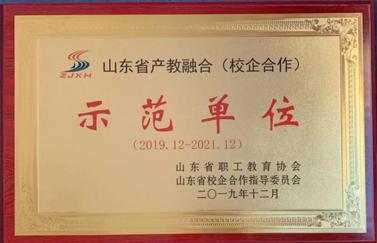 ZJXH
山东省产教融合（校企合作）
示范单位
(2019.12-2021.12)
山东省职工教育协会
山东省校企合作指导委员会
二〇一九年十二月